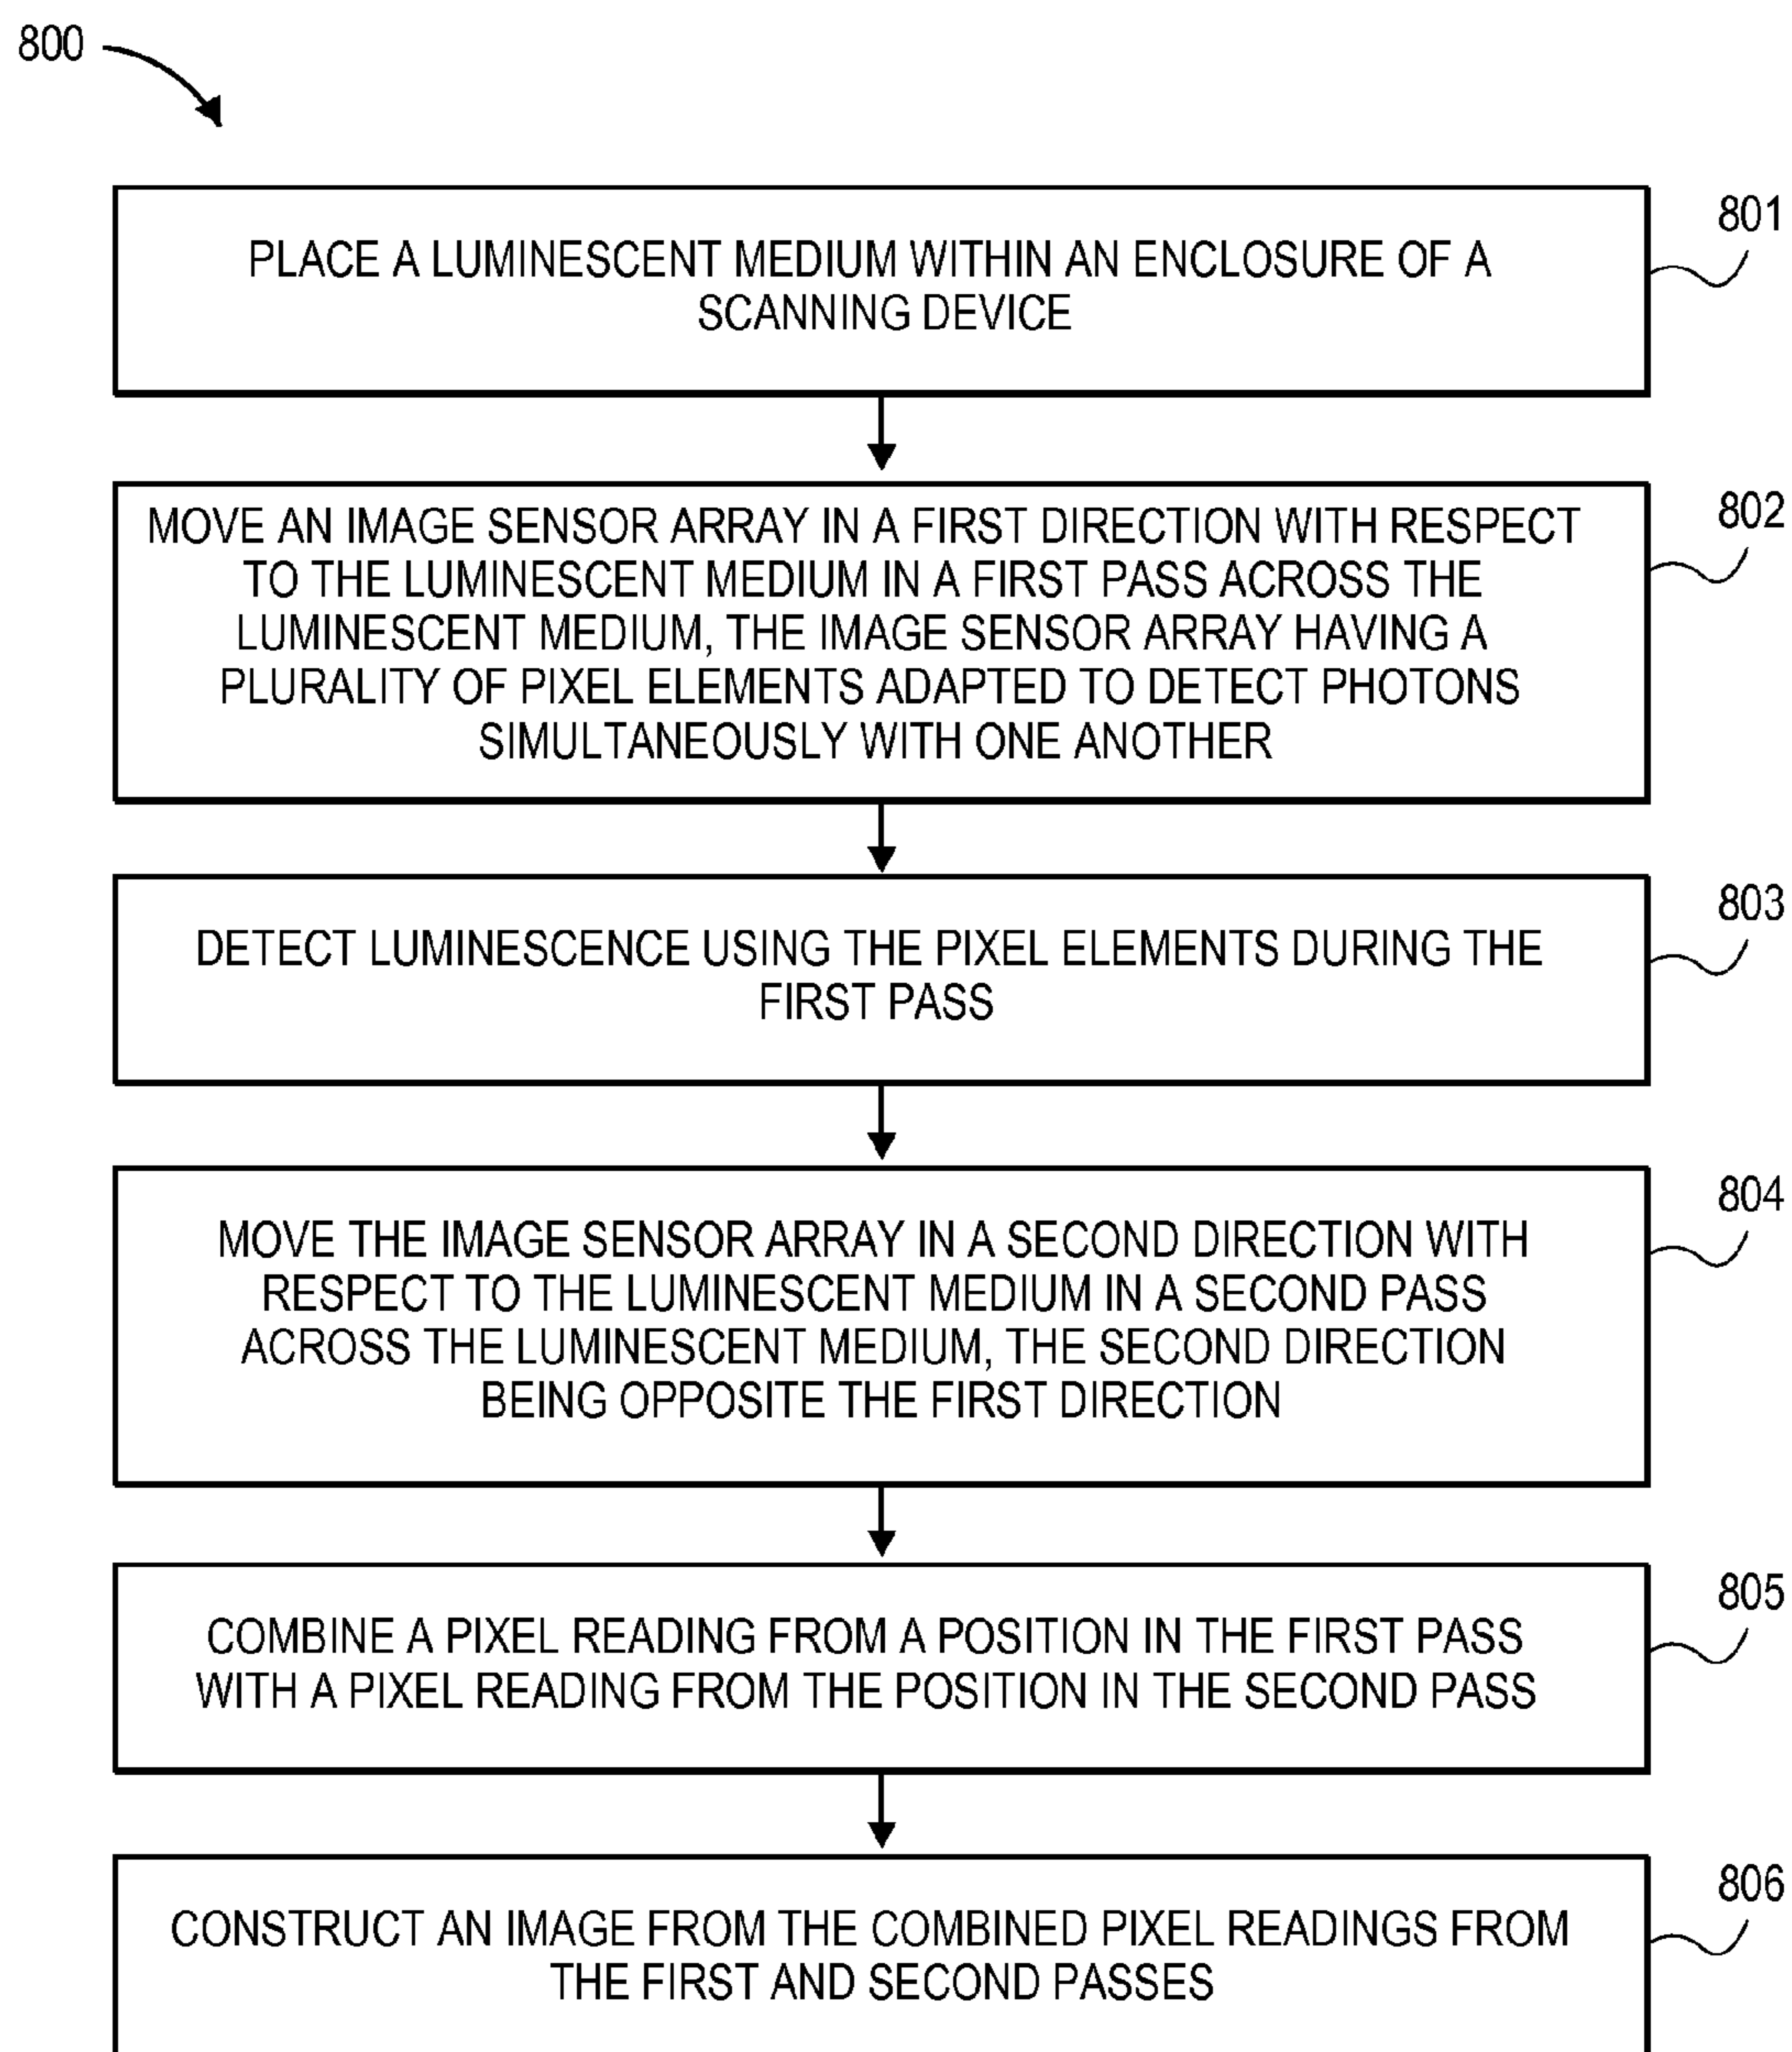 800
801
PLACE A LUMINESCENT MEDIUM WITHIN AN ENCLOSURE OF A
SCANNING DEVICE
802
MOVE AN IMAGE SENSOR ARRAY IN A FIRST DIRECTION WITH RESPECT
TO THE LUMINESCENT MEDIUM IN A FIRST PASS ACROSS THE
LUMINESCENT MEDIUM, THE IMAGE SENSOR ARRAY HAVING A
PLURALITY OF PIXEL ELEMENTS ADAPTED TO DETECT PHOTONS
SIMULTANEOUSLY WITH ONE ANOTHER
803
DETECT LUMINESCENCE USING THE PIXEL ELEMENTS DURING THE
FIRST PASS
804
MOVE THE IMAGE SENSOR ARRAY IN A SECOND DIRECTION WITH
RESPECT TO THE LUMINESCENT MEDIUM IN A SECOND PASS
ACROSS THE LUMINESCENT MEDIUM, THE SECOND DIRECTION
BEING OPPOSITE THE FIRST DIRECTION
805
COMBINE A PIXEL READING FROM A POSITION IN THE FIRST PASS
WITH A PIXEL READING FROM THE POSITION IN THE SECOND PASS
806
CONSTRUCT AN IMAGE FROM THE COMBINED PIXEL READINGS FROM
THE FIRST AND SECOND PASSES